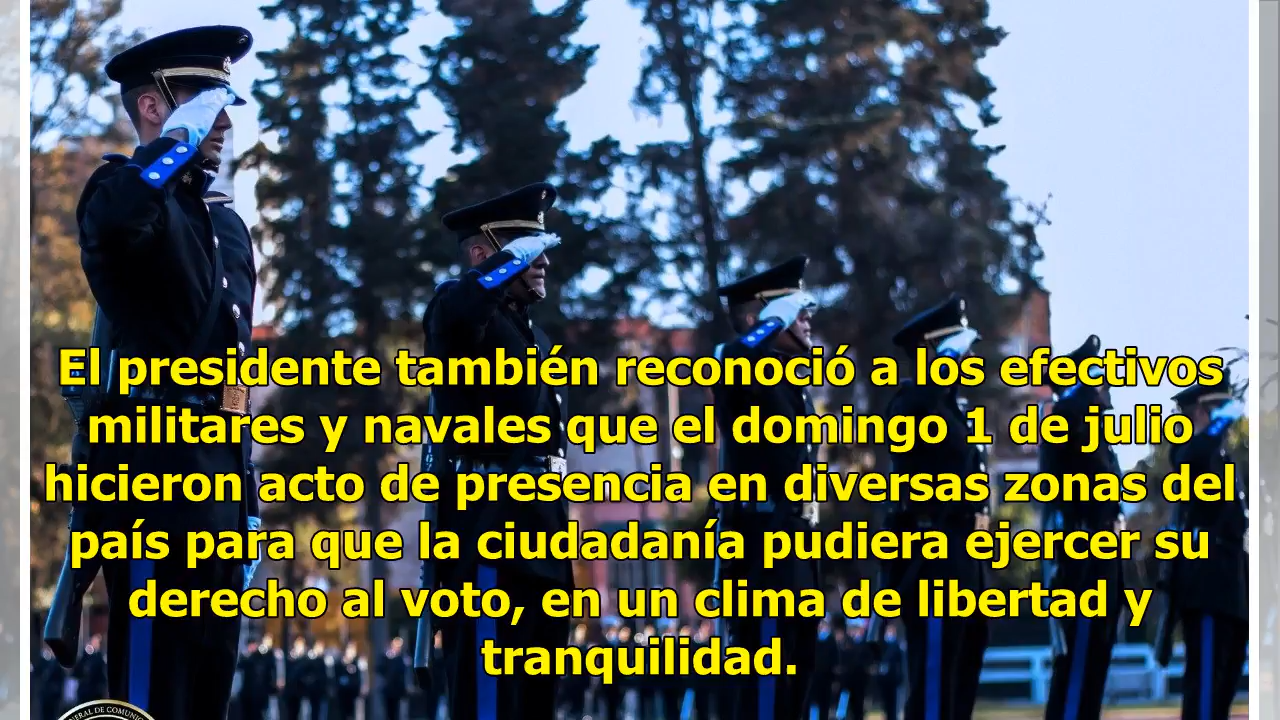 El presidente también reconoció a los efectivos
militares y navales que el domingo 1 de julio
hicieron acto de presencia en diversas zonas del
país para que la ciudadanía pudiera ejercer su
derecho al voto, en un clima de libertad y
tranquilidad.
DE COMUNIC